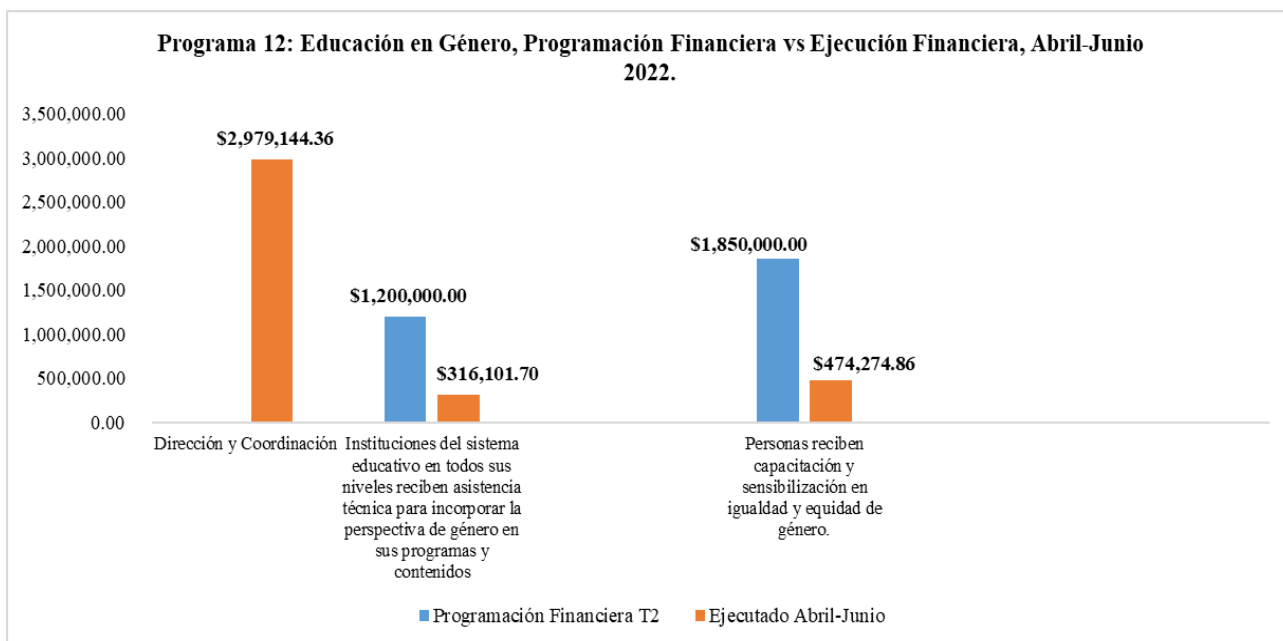 Programa 12: Educación en Género, Programación Financiera vs Ejecución Financiera, Abril-Junio
2022.
3,500,000.00
3,000,000.00
2,500,000.00
2,000,000.00
1,500,000.00
1,000,000.00
500,000.00
0.00
$2,979,144.36
$1,200,000.00
$316,101.70
$1,850,000.00
$474,274.86
Dirección y Coordinación
Instituciones del sistema
educativo en todos sus
niveles reciben asistencia
técnica para incorporar la
perspectiva de género en
sus programas y
contenidos
Personas reciben
capacitación y
sensibilización en
igualdad y equidad de
género.
Programación Financiera T2
Ejecutado Abril-Junio